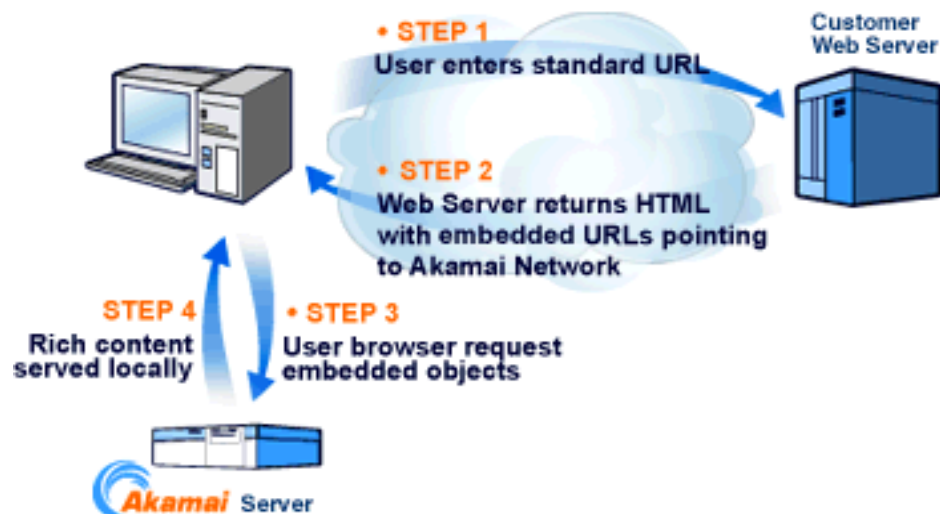 • STEP 1
User enters standard URL
Customer
Web Server
• STEP 2
Web Server returns HTML
with embedded URLs pointing
to Akamai Network
STEP 4
Rich content
served locally
• STEP 3
User browser request
embedded objects
Akamai Server